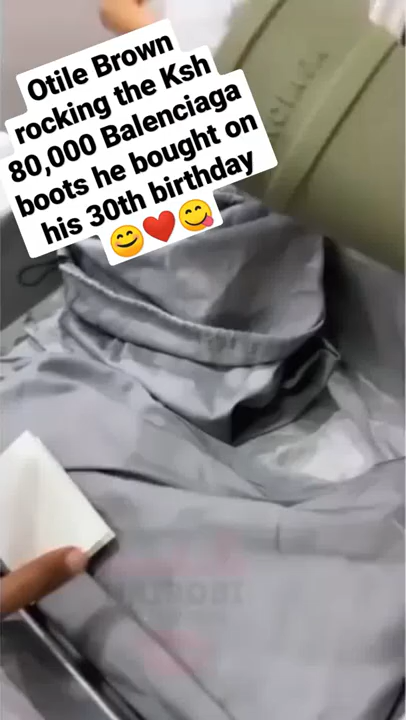 Otile Brown
rocking the Ksh
80,000 Balenciaga
boots he bought on
his 30th birthday
😊❤️😋